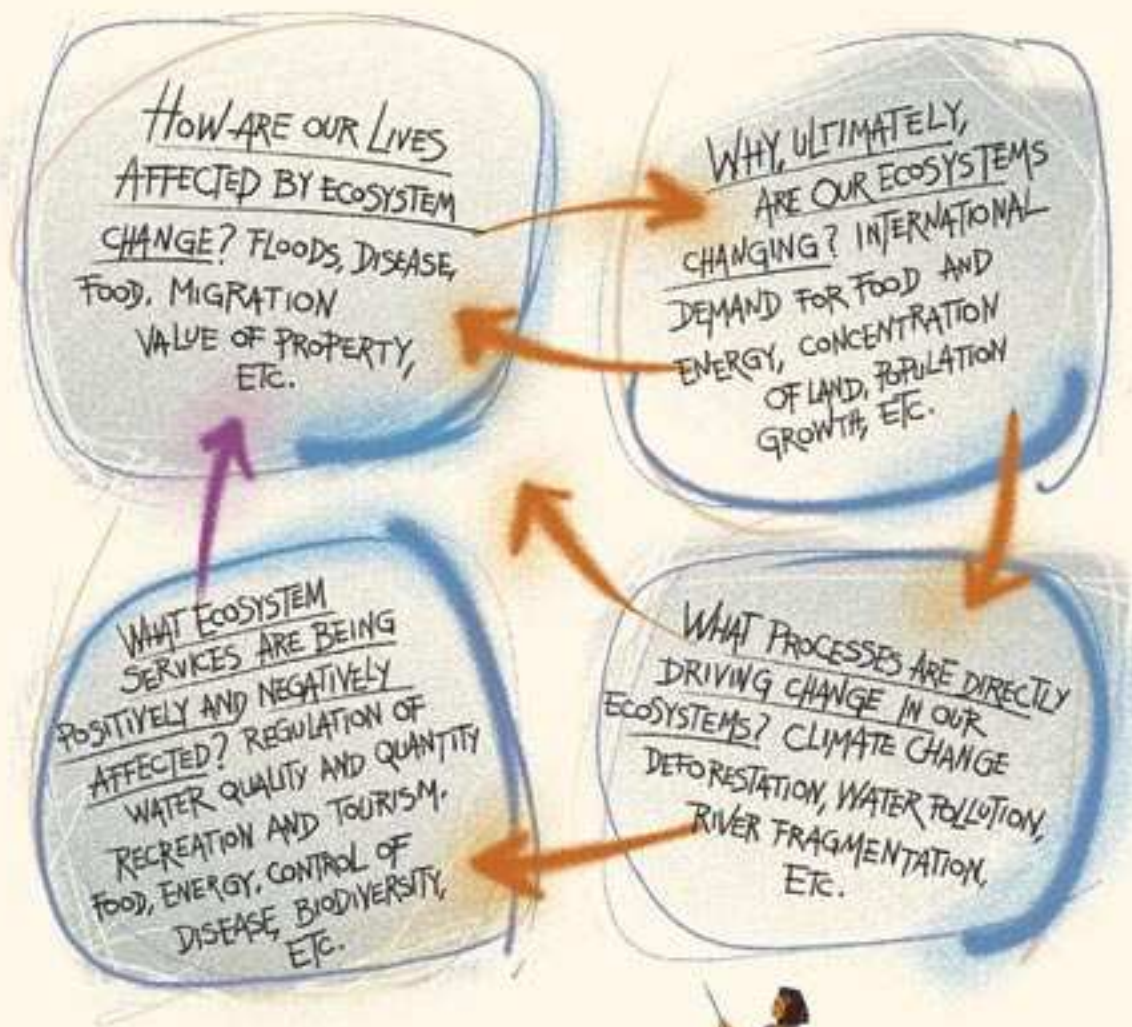 HOW ARE OUR LIVES
AFFECTED BY ECOSYSTEM
CHANGE? FLOODS, DISEASE,
FOOD, MIGRATION
VALUE OF PROPERTY,
ETC.
WHY, ULTIMATELY,
ARE OUR ECOSYSTEMS
CHANGING? INTERNATIONAL
DEMAND FOR FOOD AND
ENERGY, CONCENTRATION
OF LAND, POPULATION
GROWTH, ETC.
WHAT ECOSYSTEM
SERVICES ARE BEING
POSITIVELY AND NEGATIVELY
AFFECTED? REGULATION OF
WATER QUALITY AND QUANTITY
RECREATION AND TOURISM.
FOOD, ENERGY, CONTROL OF
DISEASE, BIODIVERSITY,
ETC.
WHAT PROCESSES ARE DIRECTLY
DRIVING CHANGE IN OUR
ECOSYSTEMS? CLIMATE CHANGE
DEFORESTATION, WATER POLLUTION,
RIVER FRAGMENTATION,
ETC.